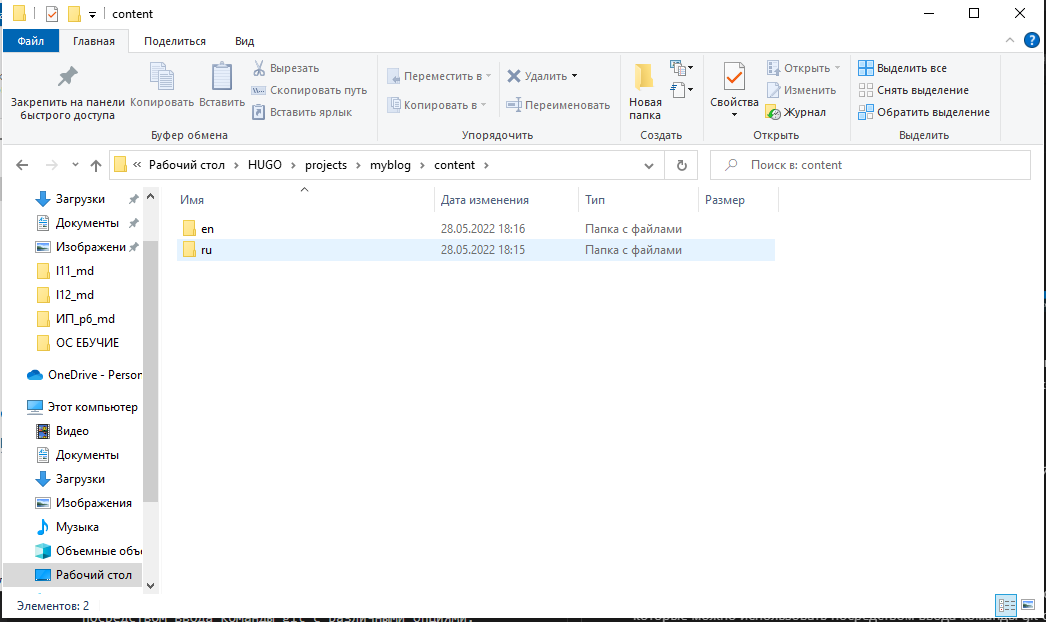 content
Файл Главная Поделиться Вид
Закрепить на панели быстрого доступа
Копировать
Вставить
Вырезать
Скопировать путь
Вставить ярлык
Буфер обмена
Переместить в
Копировать в
Удалить
Переименовать
Упорядочить
Новая папка
Создать
Свойства
Открыть
Изменить
Журнал
Открыть
Выделить все
Снять выделение
Обратить выделение
Выделить
« Рабочий стол › HUGO › projects › myblog › content ›
Поиск в: content
Загрузки
Документы
Изображени
l11_md
l12_md
ИП_р6_md
ОС ЕБУЧИЕ
OneDrive - Person
Этот компьютер
Видео
Документы
Загрузки
Изображения
Музыка
Объемные объ
Рабочий стол
Имя Дата изменения Тип Размер
en 28.05.2022 18:16 Папка с файлами
ru 28.05.2022 18:15 Папка с файлами
Элементов: 2